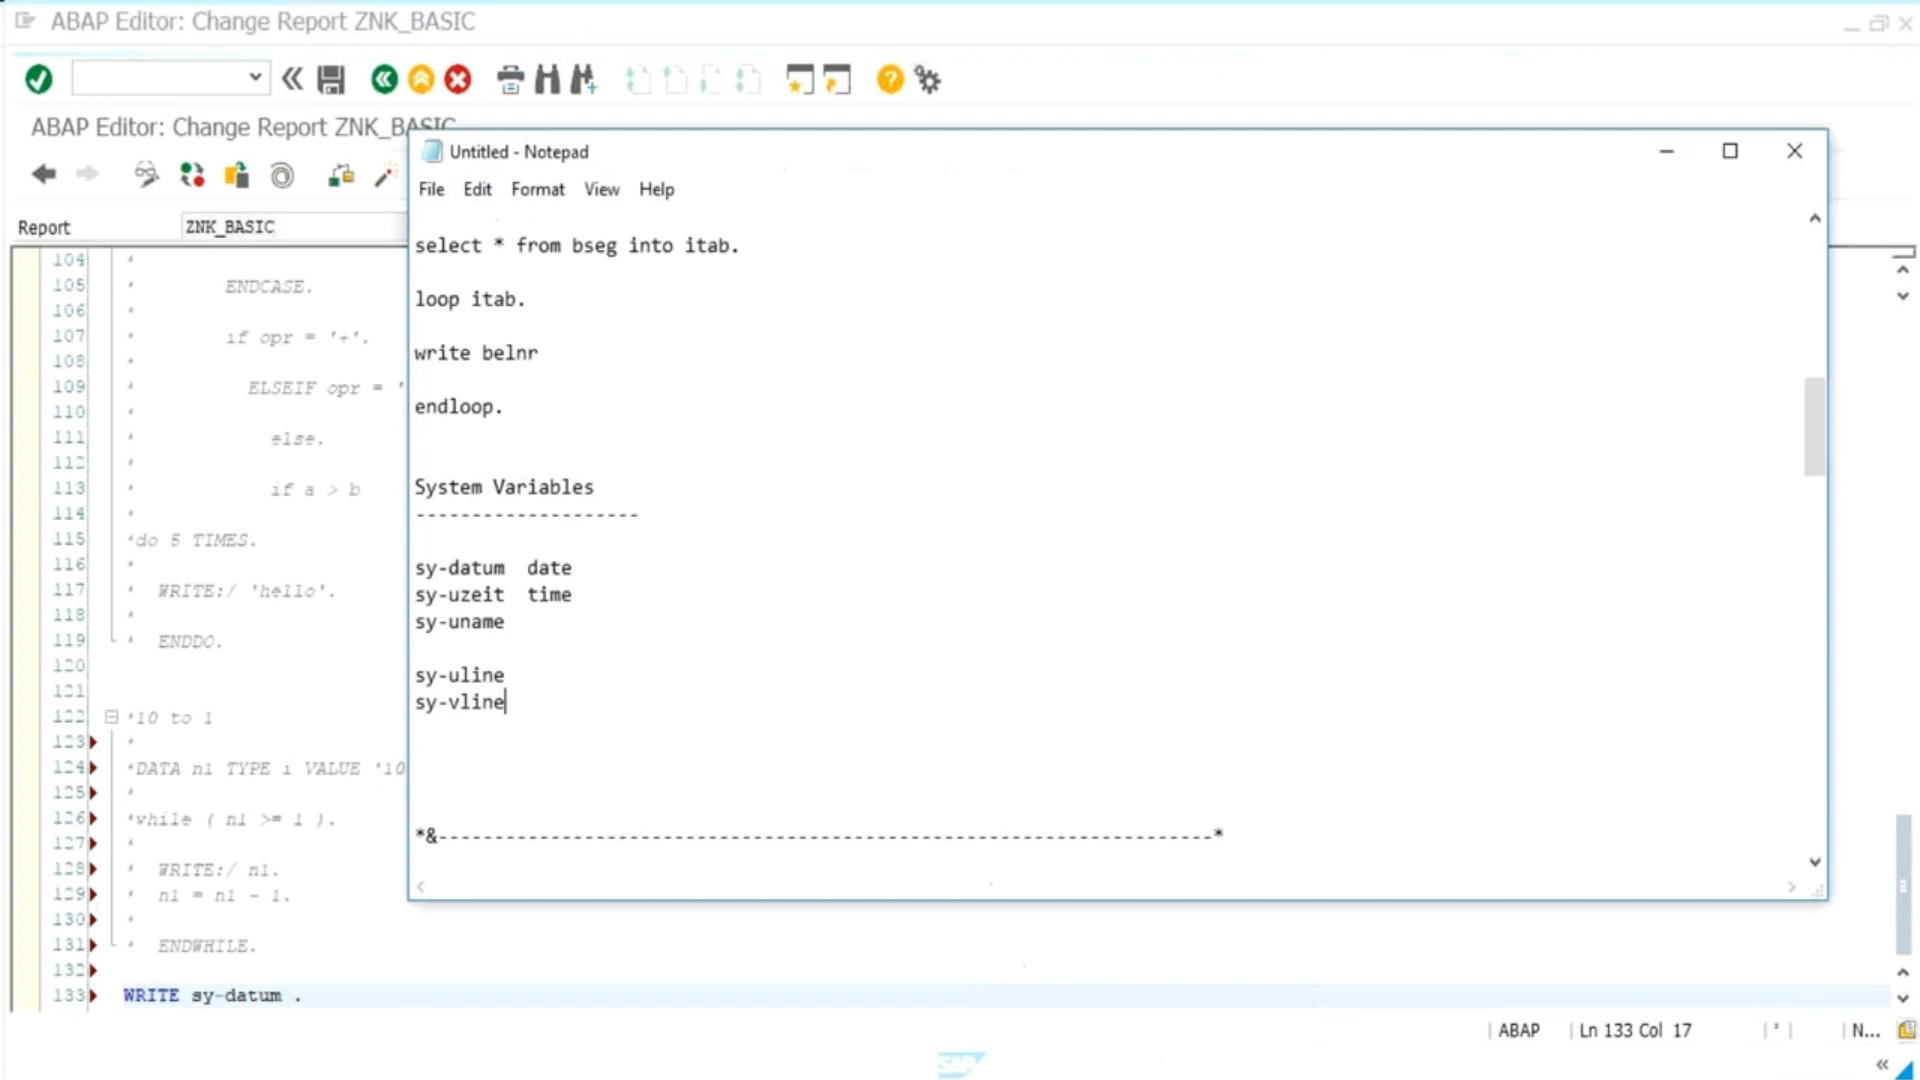 ABAP Editor: Change Report ZNK_BASIC
ABAP Editor: Change Report ZNK_BASIC
Report ZNK_BASIC
104 *
105 * ENDCASE.
106 *
107 * if opr = '+'.
108 *
109 * ELSEIF opr = '
110 *
111 * else.
112 *
113 * if a > b
114 *
115 *do 5 TIMES.
116 *
117 * WRITE:/ 'hello'.
118 *
119 * ENDDO.
120
121
122 *10 to 1
123 *
124 *DATA n1 TYPE i VALUE '10
125 *
126 *while ( n1 >= 1 ).
127 *
128 * WRITE:/ n1.
129 * n1 = n1 - 1.
130 *
131 * ENDWHILE.
132
133 WRITE sy-datum .
Untitled - Notepad
File Edit Format View Help
select * from bseg into itab.
loop itab.
write belnr
endloop.
System Variables
--------------------
sy-datum date
sy-uzeit time
sy-uname
sy-uline
sy-vline
*&---------------------------------------------------------------------*
ABAP Ln 133 Col 17 N...
SAP